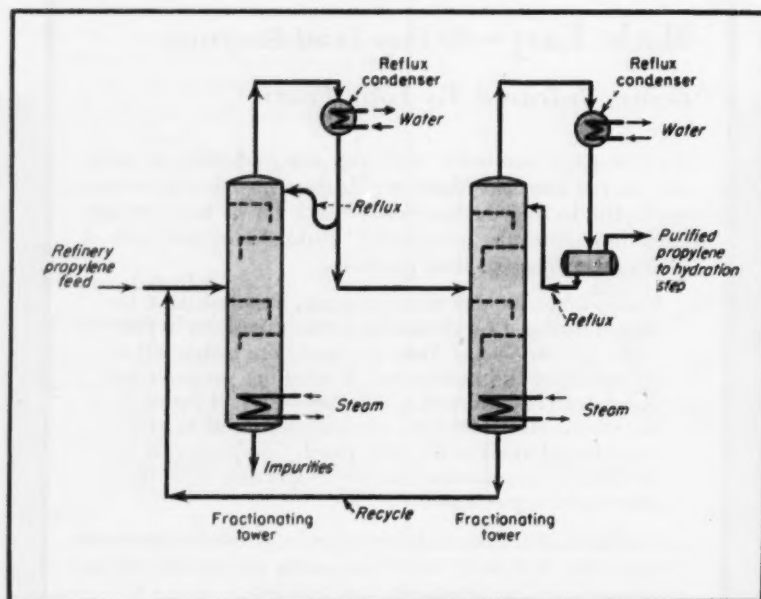 Reflux
condenser
Water
Reflux
condenser
Water
Reflux
Refinery
propylene
feed
Purified
propylene
to hydration
step
Reflux
Steam
Steam
Impurities
Recycle
Fractionating
tower
Fractionating
tower